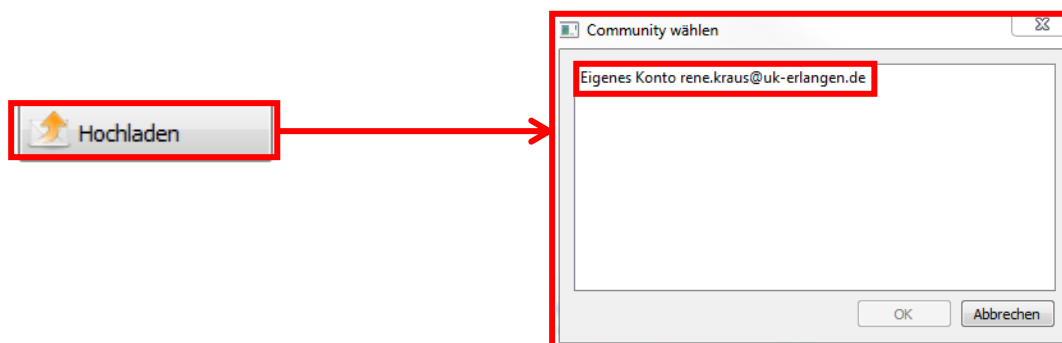 Hochladen
Community wählen
Eigenes Konto rene.kraus@uk-erlangen.de
OK
Abbrechen